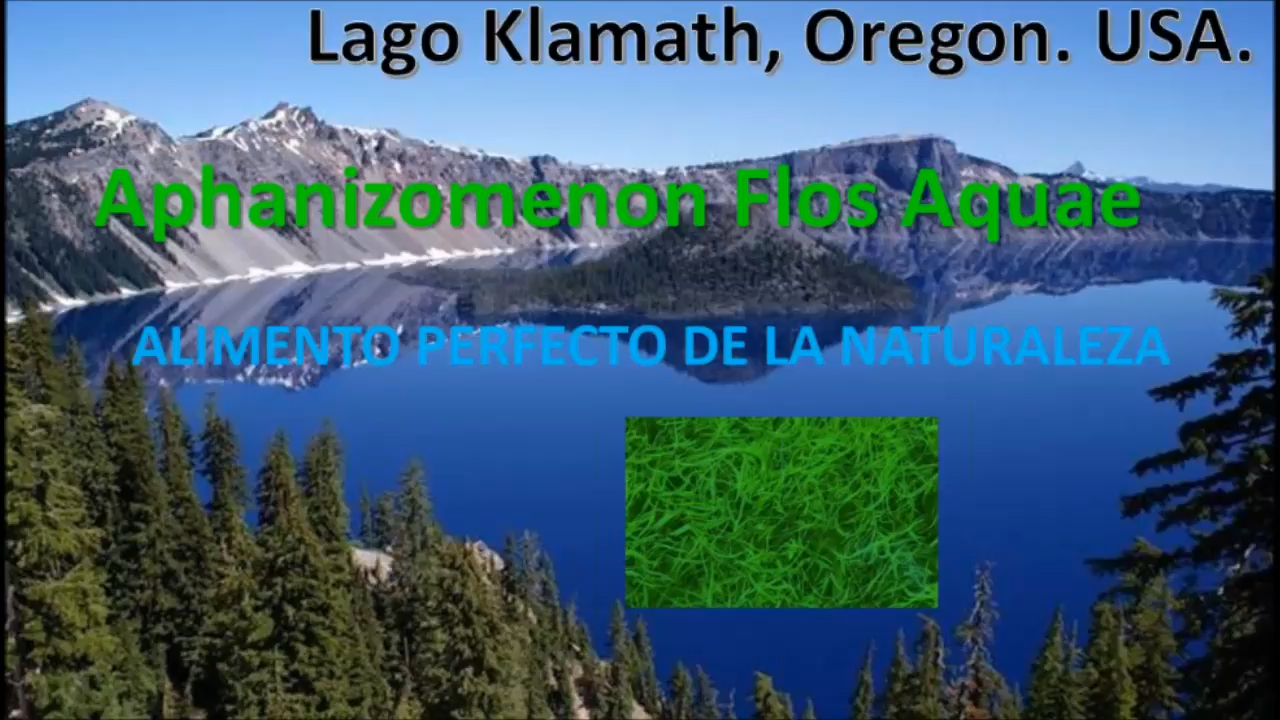 Lago Klamath, Oregon. USA.
Aphanizomenon Flos Aquae
ALIMENTO PERFECTO DE LA NATURALEZA